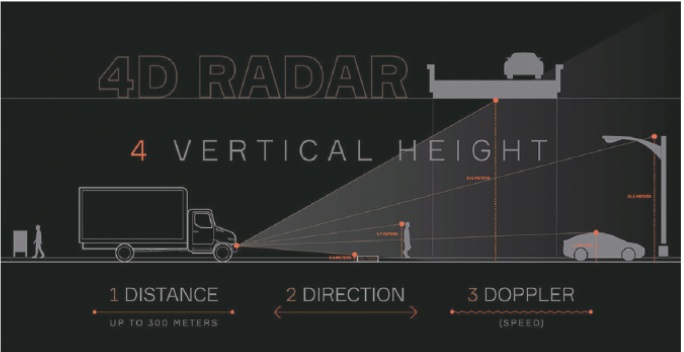 4D RADAR
4 VERTICAL HEIGHT
1 DISTANCE
UP TO 300 METERS
2 DIRECTION
3 DOPPLER
(SPEED)